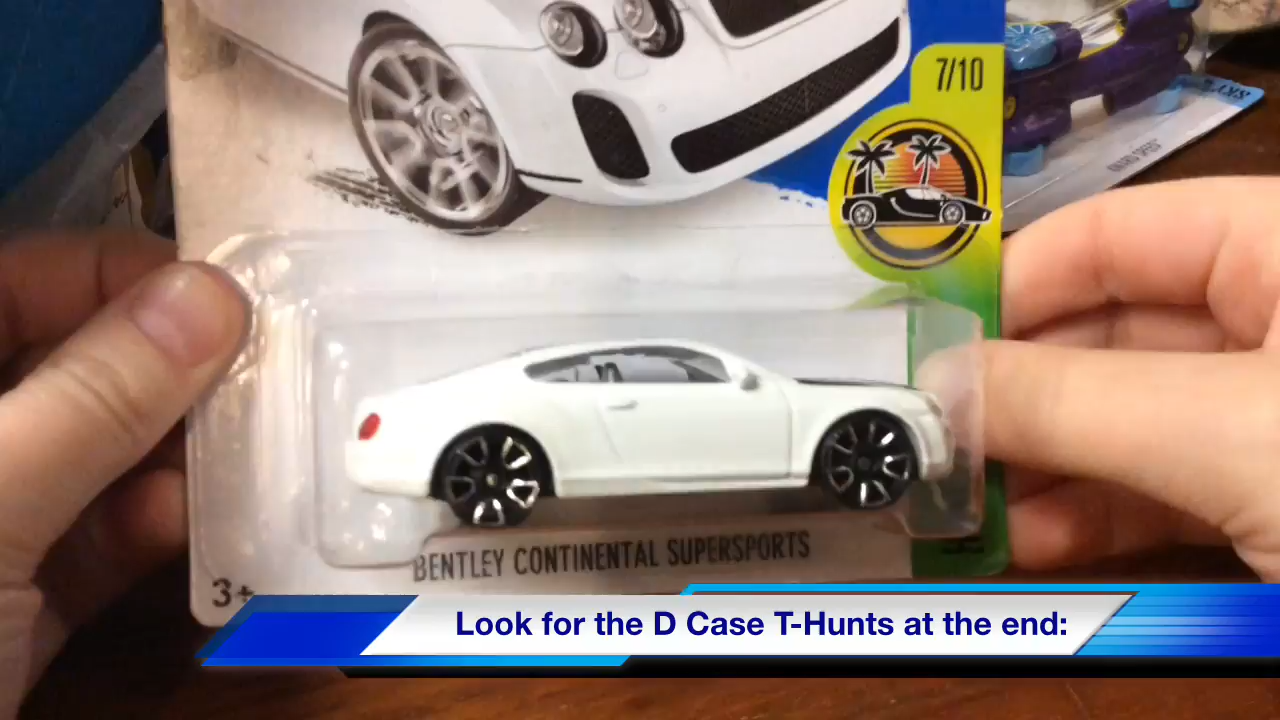 7/10
BENTLEY CONTINENTAL SUPERSPORTS
3+
Look for the D Case T-Hunts at the end: